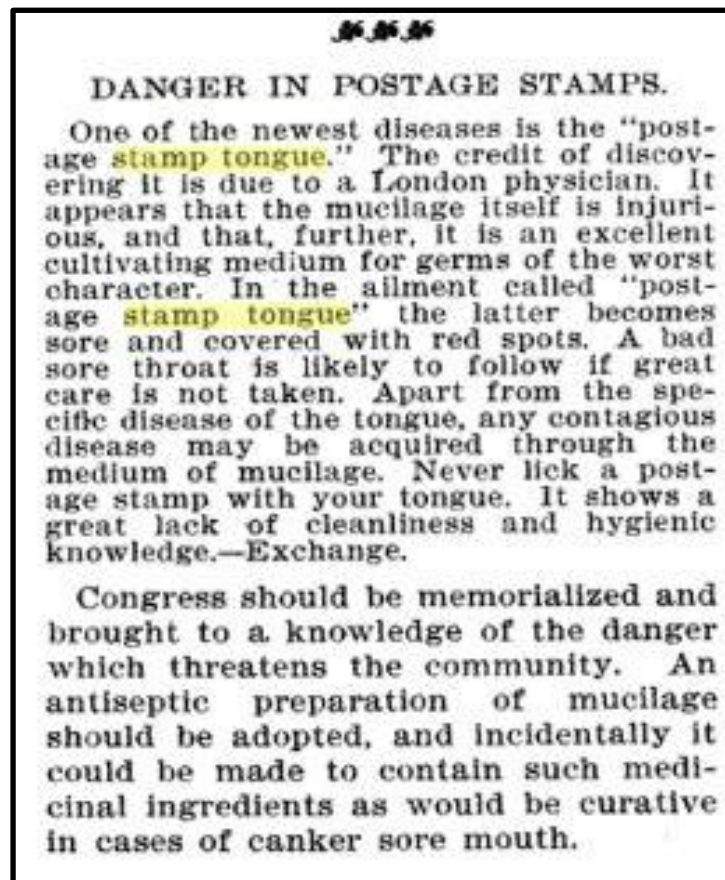 DANGER IN POSTAGE STAMPS.
One of the newest diseases is the "post-
age stamp tongue." The credit of discov-
ering it is due to a London physician. It
appears that the mucilage itself is injuri-
ous, and that, further, it is an excellent
cultivating medium for germs of the worst
character. In the ailment called "post-
age stamp tongue" the latter becomes
sore and covered with red spots. A bad
sore throat is likely to follow if great
care is not taken. Apart from the spe-
cific disease of the tongue, any contagious
disease may be acquired through the
medium of mucilage. Never lick a post-
age stamp with your tongue. It shows a
great lack of cleanliness and hygienic
knowledge.—Exchange.
Congress should be memorialized and
brought to a knowledge of the danger
which threatens the community. An
antiseptic preparation of mucilage
should be adopted, and incidentally it
could be made to contain such medi-
cinal ingredients as would be curative
in cases of canker sore mouth.